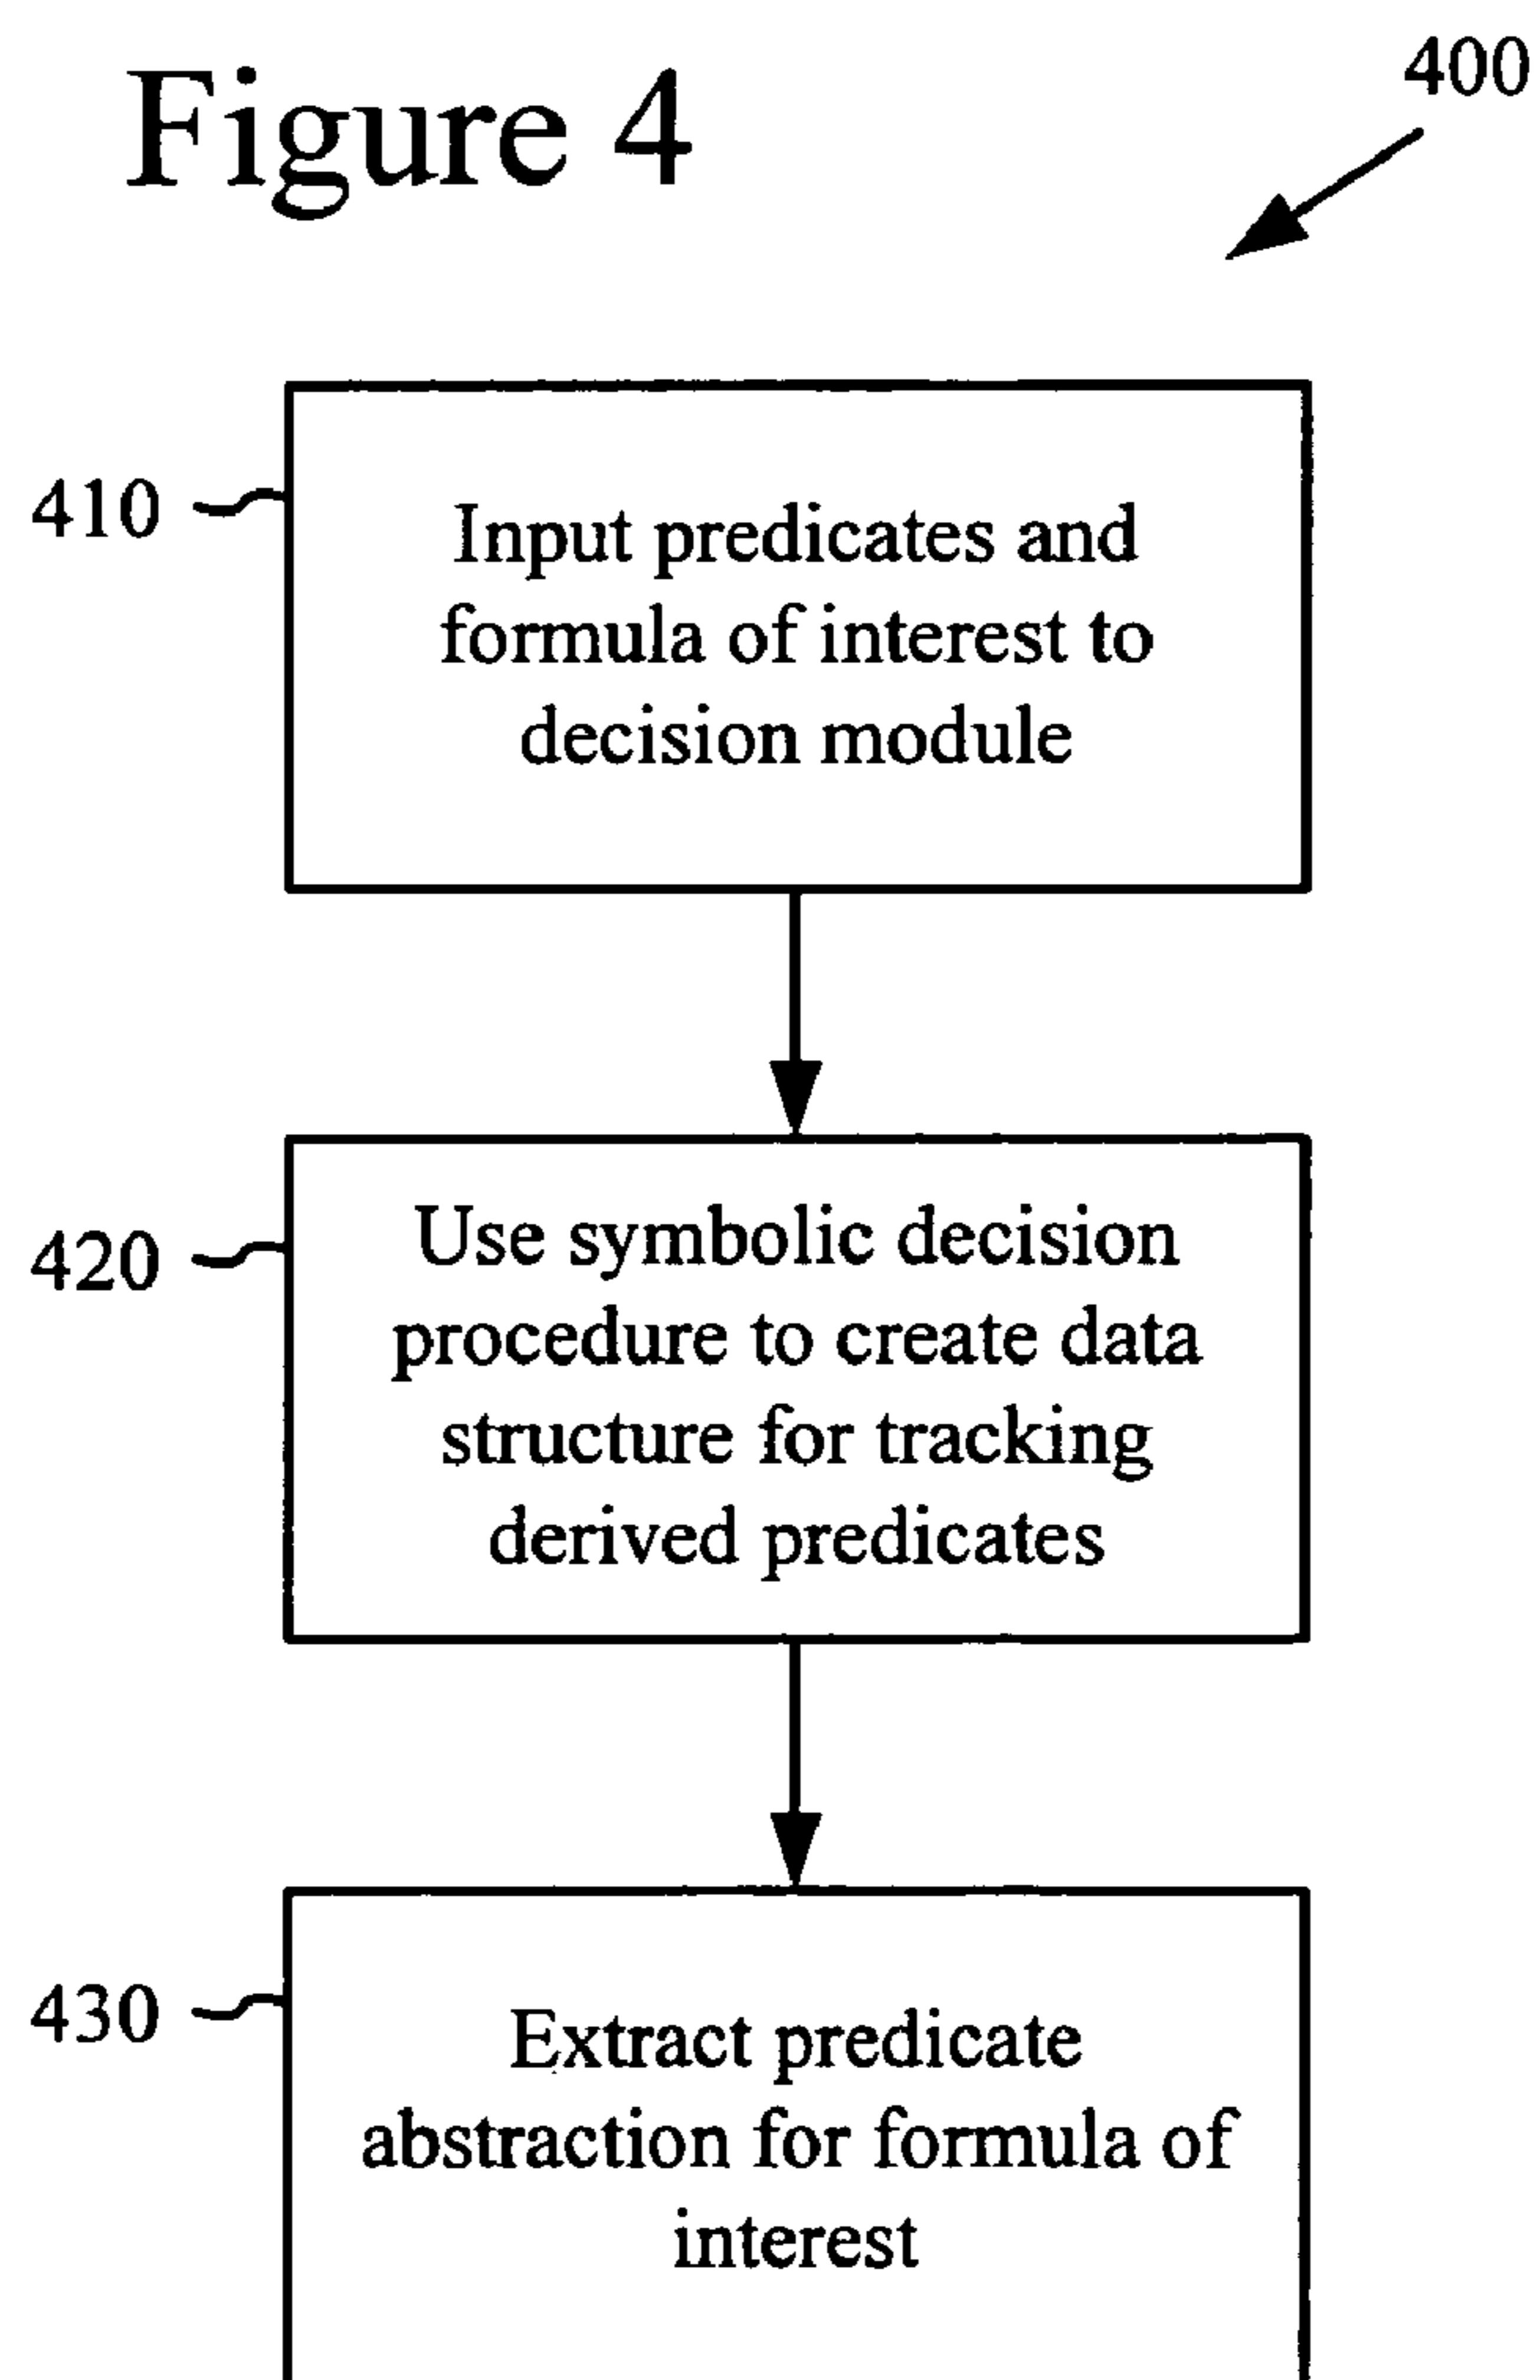 Figure 4
400
410
Input predicates and
formula of interest to
decision module
420
Use symbolic decision
procedure to create data
structure for tracking
derived predicates
430
Extract predicate
abstraction for formula of
interest